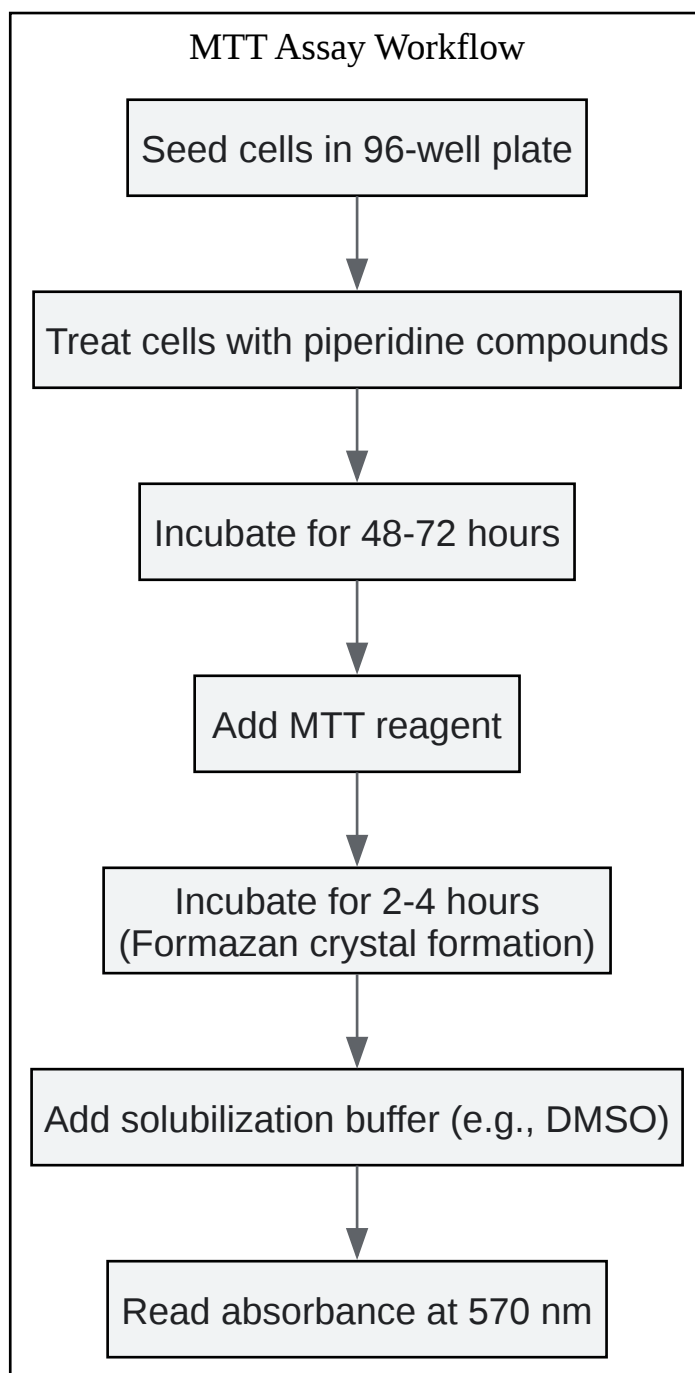 MTT Assay Workflow
Seed cells in 96-well plate
Treat cells with piperidine compounds
Incubate for 48-72 hours
Add MTT reagent
Incubate for 2-4 hours
(Formazan crystal formation)
Add solubilization buffer (e.g., DMSO)
Read absorbance at 570 nm